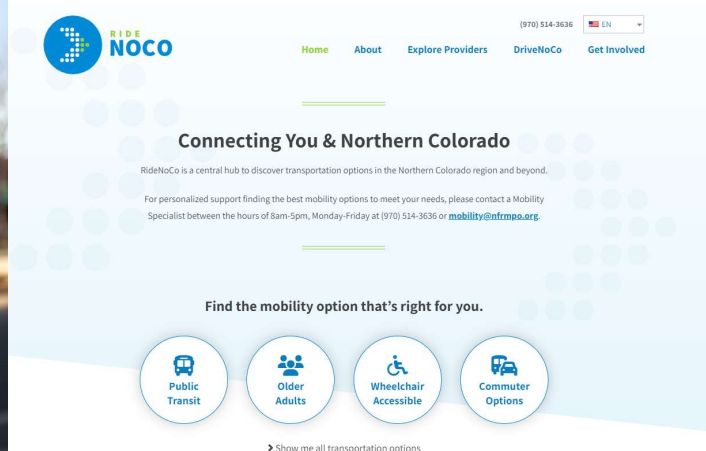 (970) 514-3636 EN
RIDE
NOCO
Home About Explore Providers DriveNoCo Get Involved
Connecting You & Northern Colorado
RideNoCo is a central hub to discover transportation options in the Northern Colorado region and beyond.
For personalized support finding the best mobility options to meet your needs, please contact a Mobility
Specialist between the hours of 8am-5pm, Monday-Friday at (970) 514-3636 or mobility@nfrmpo.org.
Find the mobility option that's right for you.
Public
Transit
Older
Adults
Wheelchair
Accessible
Commuter
Options
Show me all transportation options